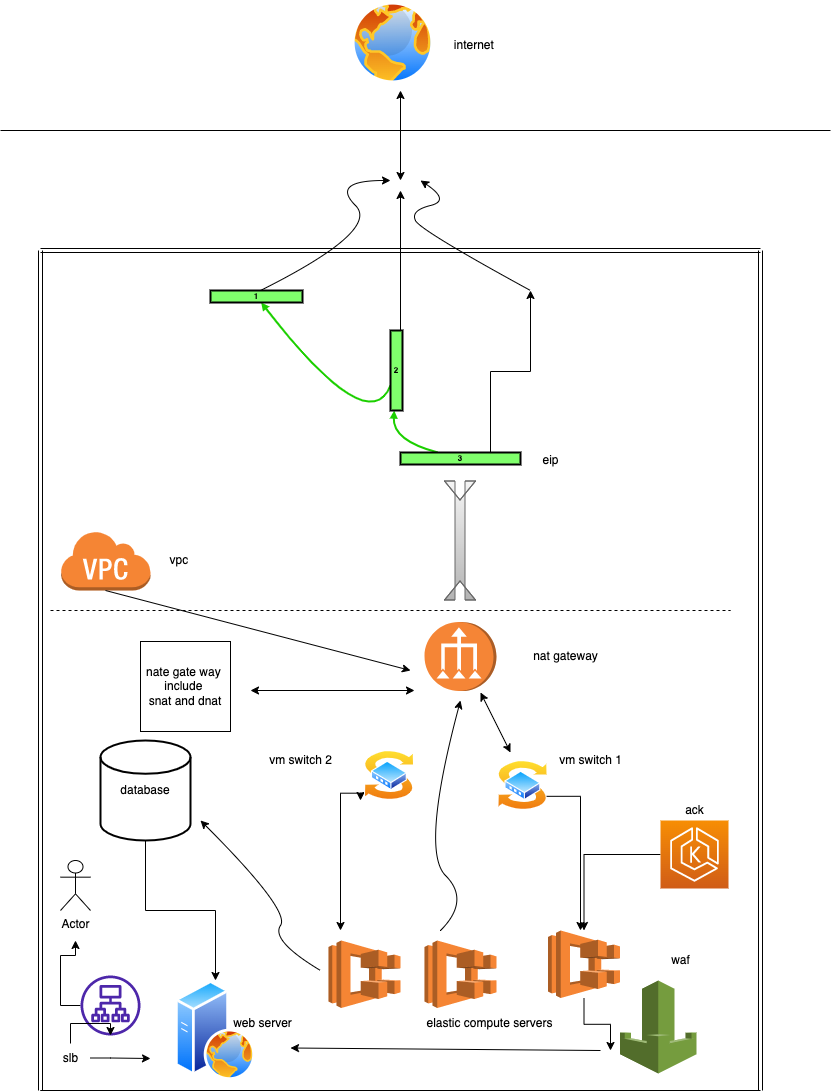 internet
1
2
3
eip
VPC
vpc
nat gateway
nate gate way
include
snat and dnat
vm switch 2
vm switch 1
database
ack
K
Actor
waf
web server
elastic compute servers
slb